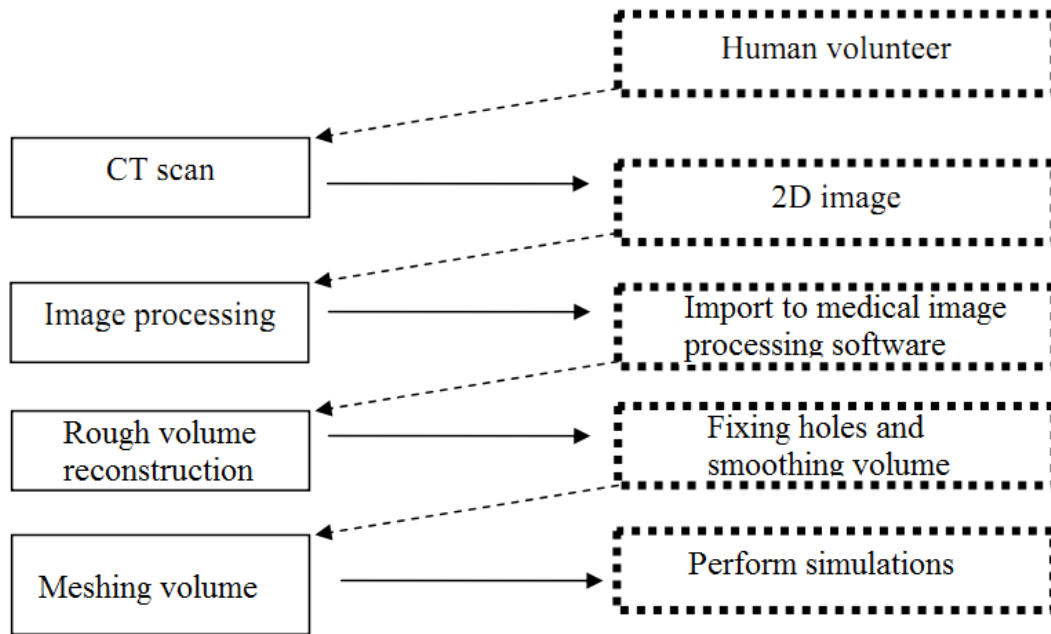 Human volunteer
CT scan
2D image
Image processing
Import to medical image
processing software
Rough volume
reconstruction
Fixing holes and
smoothing volume
Meshing volume
Perform simulations